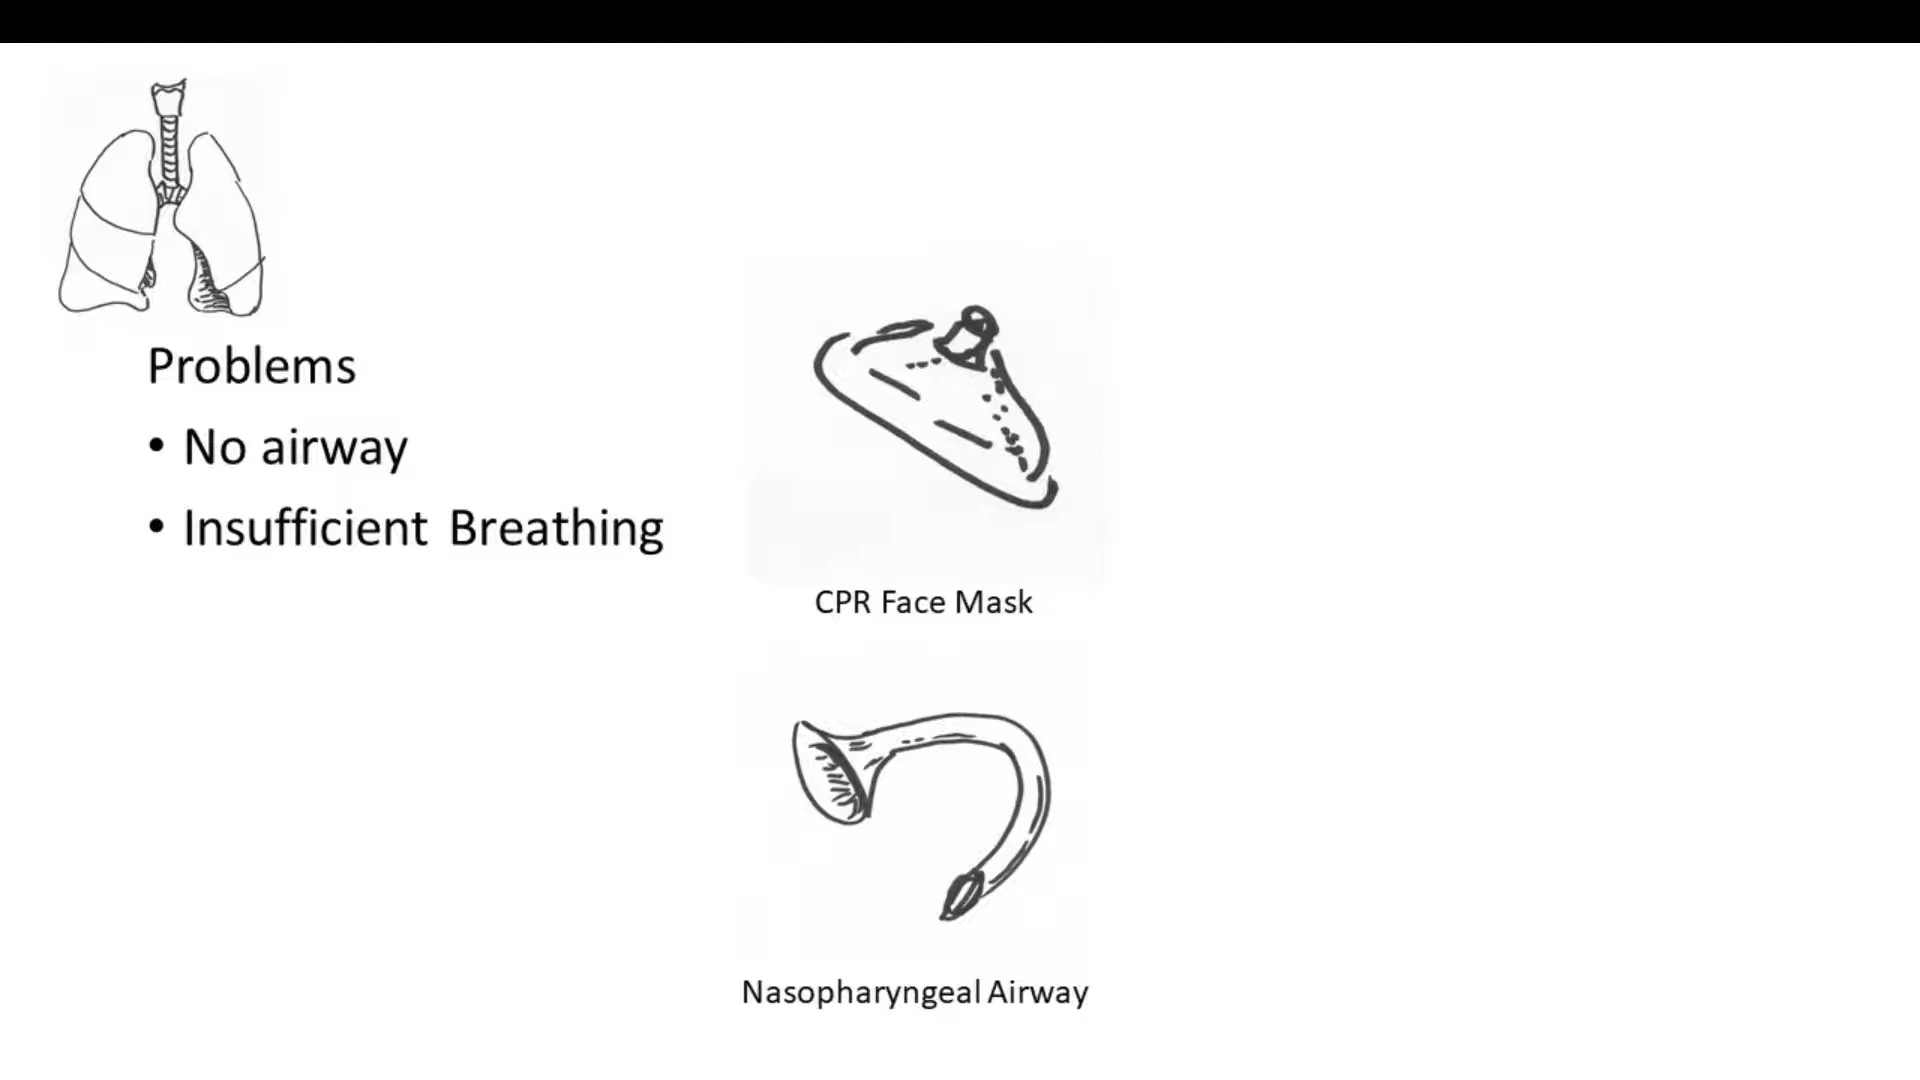 Problems
• No airway
• Insufficient Breathing
CPR Face Mask
Nasopharyngeal Airway